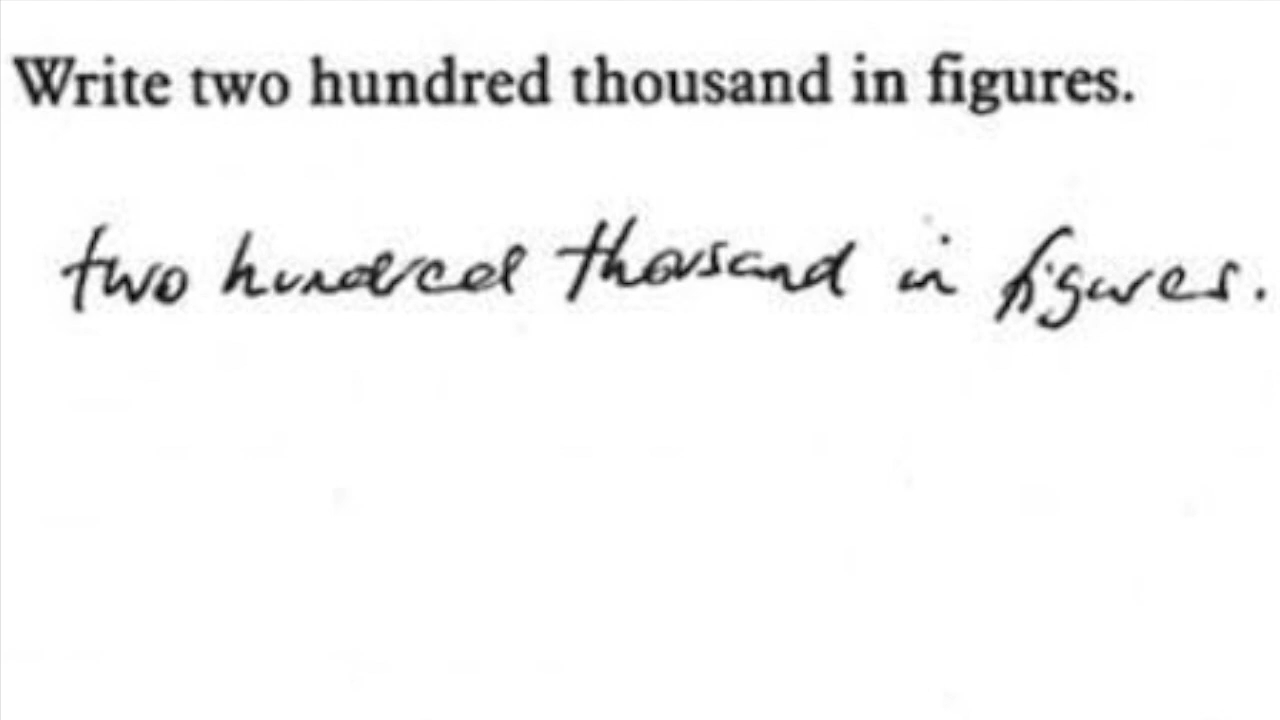 Write two hundred thousand in figures.
two hundred thousand in figures.